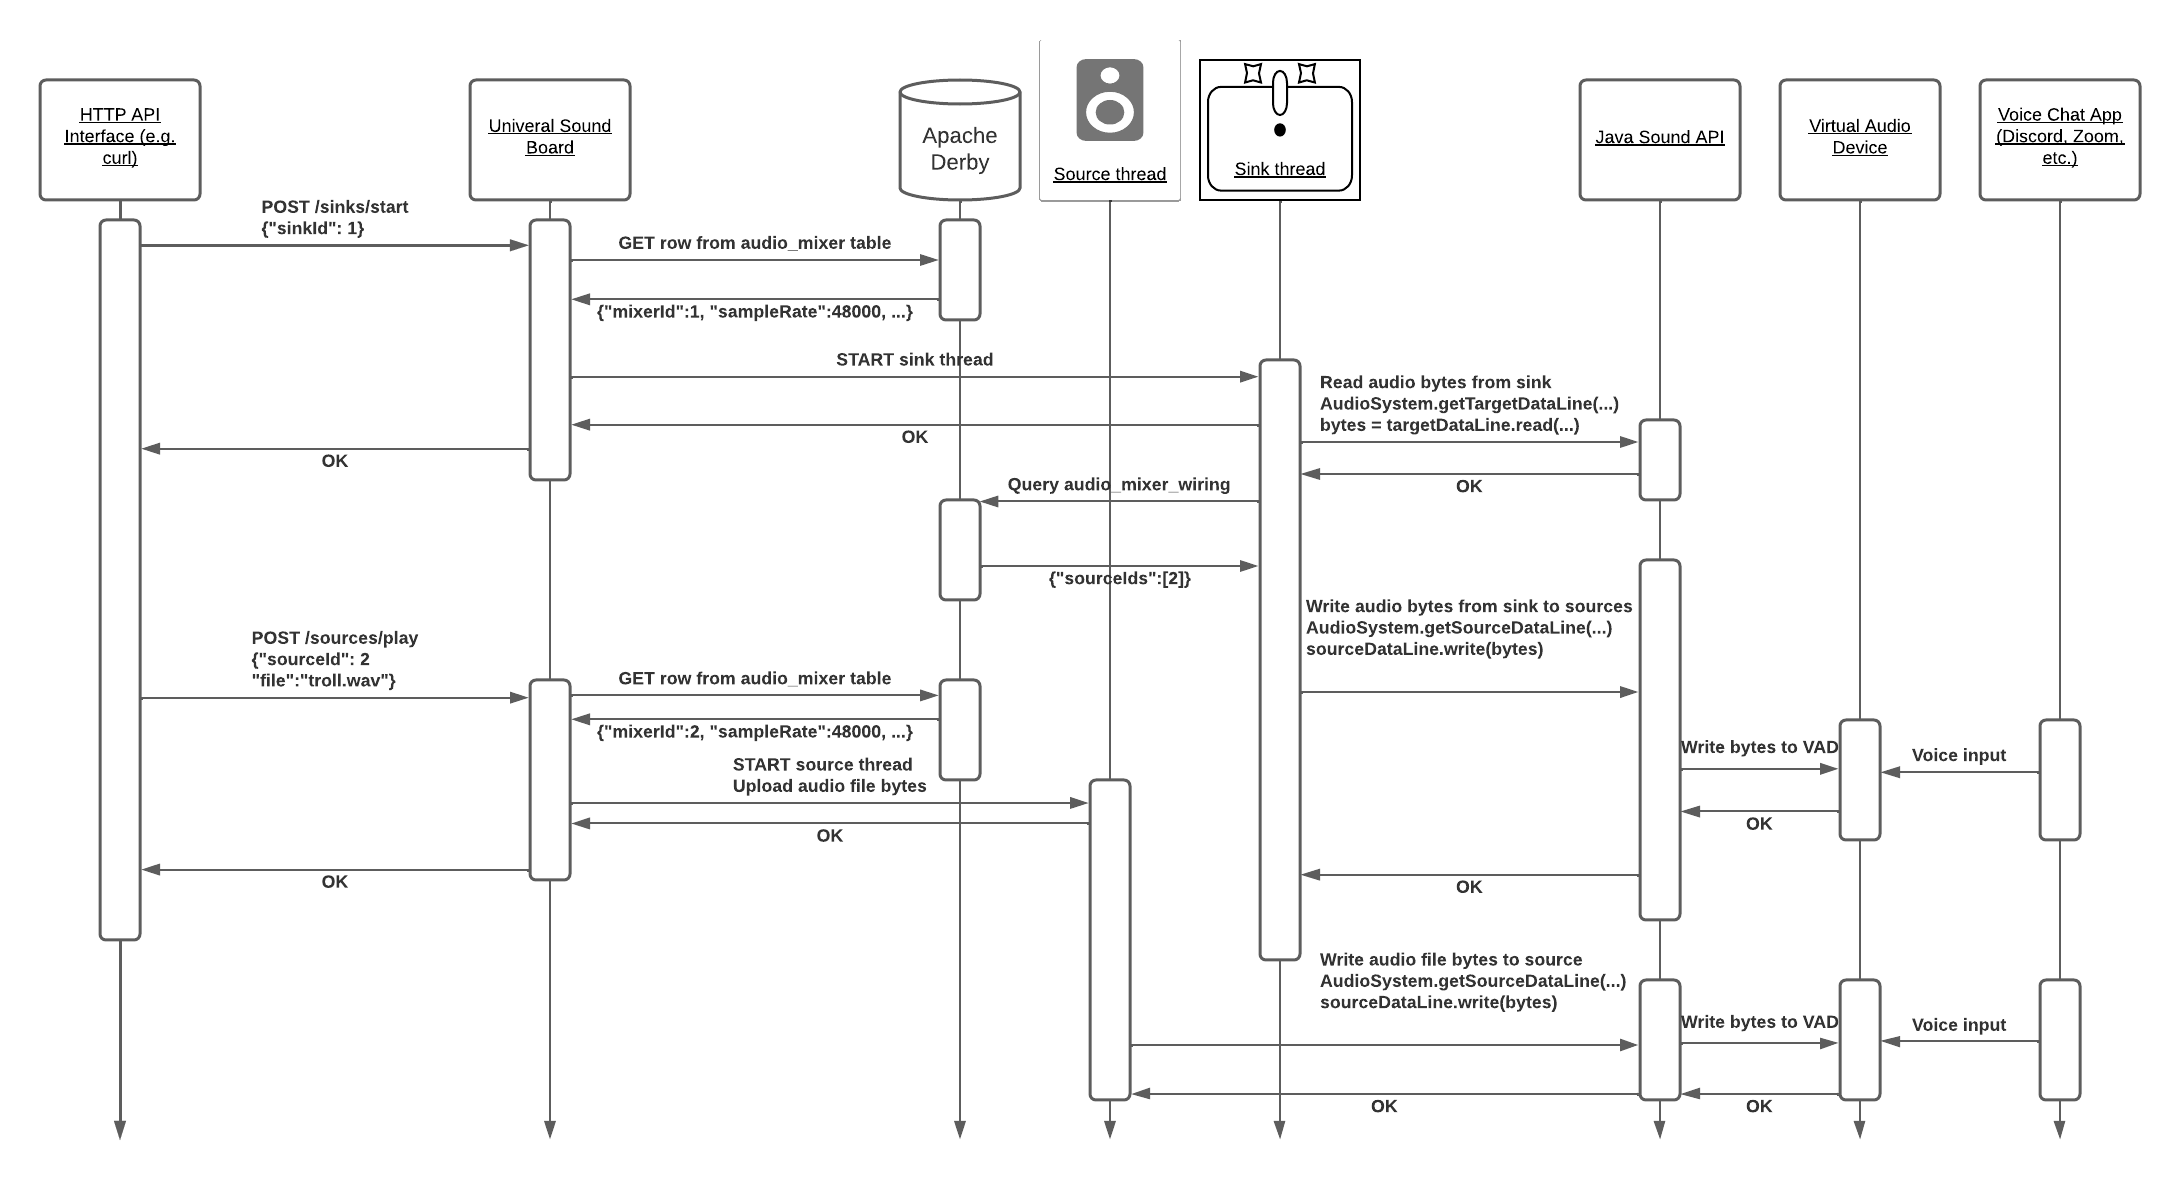 HTTP API
Interface (e.g.
curl)
Univeral Sound
Board
Apache
Derby
Source thread
Sink thread
Java Sound API
Virtual Audio
Device
Voice Chat App
(Discord, Zoom,
etc.)
POST /sinks/start
{"sinkId": 1}
GET row from audio_mixer table
{"mixerId":1, "sampleRate":48000, ...}
START sink thread
Read audio bytes from sink
AudioSystem.getTargetDataLine(...)
bytes = targetDataLine.read(...)
OK
OK
OK
Query audio_mixer_wiring
{"sourceIds":[2]}
Write audio bytes from sink to sources
AudioSystem.getSourceDataLine(...)
sourceDataLine.write(bytes)
POST /sources/play
{"sourceId": 2
"file":"troll.wav"}
GET row from audio_mixer table
{"mixerId":2, "sampleRate":48000, ...}
Write bytes to VAD
Voice input
START source thread
Upload audio file bytes
OK
OK
OK
OK
Write audio file bytes to source
AudioSystem.getSourceDataLine(...)
sourceDataLine.write(bytes)
Write bytes to VAD
Voice input
OK
OK